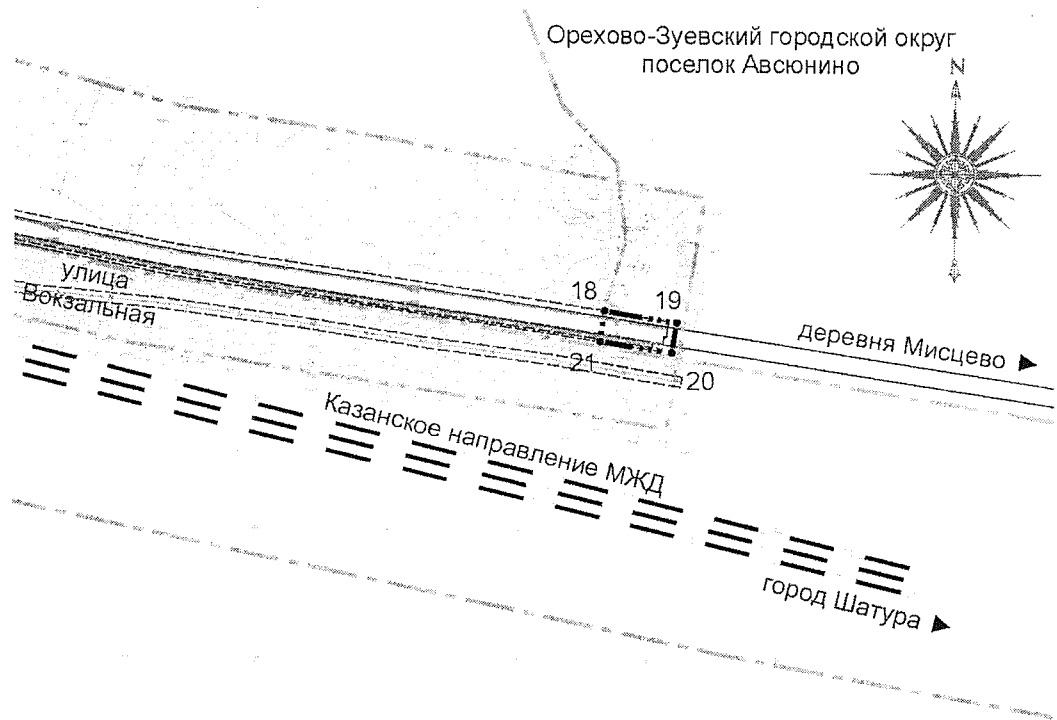 Орехово-Зуевский городской округ
поселок Авсюнино
N
улица
Вокзальная
18
19
деревня Мисцево
21
20
Казанское направление МЖД
город Шатура